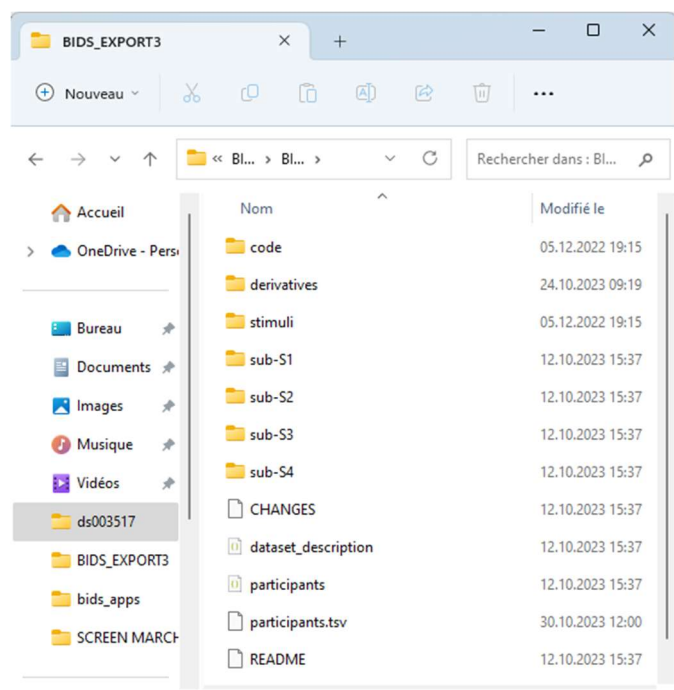 BIDS_EXPORT3
Nouveau
« BI... › BI... ›
Rechercher dans : BI...
Accueil
OneDrive - Pers
Bureau
Documents
Images
Musique
Vidéos
ds003517
BIDS_EXPORT3
bids_apps
SCREEN MARCH
Nom Modifié le
code 05.12.2022 19:15
derivatives 24.10.2023 09:19
stimuli 05.12.2022 19:15
sub-S1 12.10.2023 15:37
sub-S2 12.10.2023 15:37
sub-S3 12.10.2023 15:37
sub-S4 12.10.2023 15:37
CHANGES 12.10.2023 15:37
dataset_description 12.10.2023 15:37
participants 12.10.2023 15:37
participants.tsv 30.10.2023 12:00
README 12.10.2023 15:37